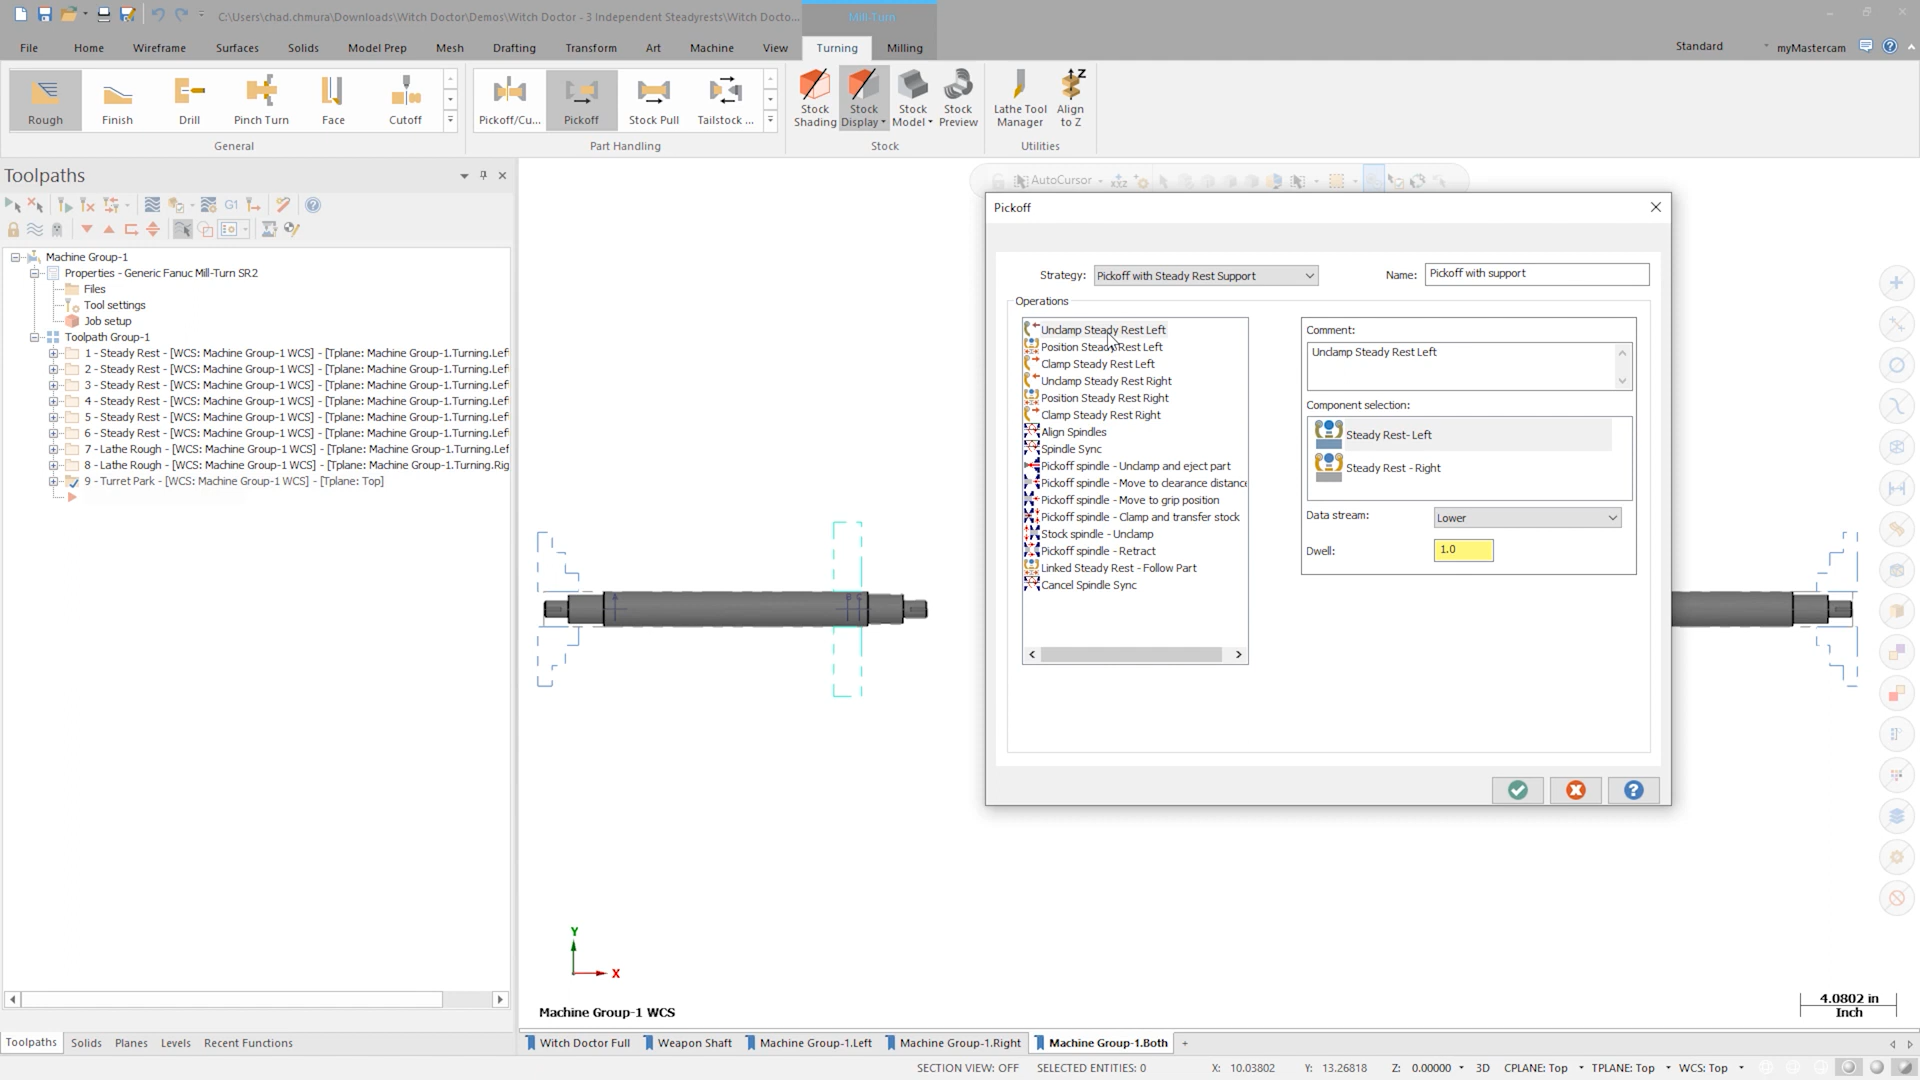 C:\Users\chad.chmura\Downloads\Witch Doctor\Demos\Witch Doctor - 3 Independent Steadyrests\Witch Docto...
Mill-Turn
File
Home
Wireframe
Surfaces
Solids
Model Prep
Mesh
Drafting
Transform
Art
Machine
View
Turning
Milling
Standard
myMastercam
Rough
Finish
Drill
Pinch Turn
Face
Cutoff
Pickoff/Cu...
Pickoff
Stock Pull
Tailstock ...
Stock Shading
Stock Display
Stock Model
Stock Preview
Lathe Tool Manager
Align to Z
General
Part Handling
Stock
Utilities
Toolpaths
AutoCursor
G1
Machine Group-1
Properties - Generic Fanuc Mill-Turn SR2
Files
Tool settings
Job setup
Toolpath Group-1
1 - Steady Rest - [WCS: Machine Group-1 WCS] - [Tplane: Machine Group-1.Turning.Lef
2 - Steady Rest - [WCS: Machine Group-1 WCS] - [Tplane: Machine Group-1.Turning.Lef
3 - Steady Rest - [WCS: Machine Group-1 WCS] - [Tplane: Machine Group-1.Turning.Lef
4 - Steady Rest - [WCS: Machine Group-1 WCS] - [Tplane: Machine Group-1.Turning.Lef
5 - Steady Rest - [WCS: Machine Group-1 WCS] - [Tplane: Machine Group-1.Turning.Lef
6 - Steady Rest - [WCS: Machine Group-1 WCS] - [Tplane: Machine Group-1.Turning.Lef
7 - Lathe Rough - [WCS: Machine Group-1 WCS] - [Tplane: Machine Group-1.Turning.Lef
8 - Lathe Rough - [WCS: Machine Group-1 WCS] - [Tplane: Machine Group-1.Turning.Rig
9 - Turret Park - [WCS: Machine Group-1 WCS] - [Tplane: Top]
Pickoff
Strategy:
Pickoff with Steady Rest Support
Name:
Pickoff with support
Operations
Unclamp Steady Rest Left
Position Steady Rest Left
Clamp Steady Rest Left
Unclamp Steady Rest Right
Position Steady Rest Right
Clamp Steady Rest Right
Align Spindles
Spindle Sync
Pickoff spindle - Unclamp and eject part
Pickoff spindle - Move to clearance distance
Pickoff spindle - Move to grip position
Pickoff spindle - Clamp and transfer stock
Stock spindle - Unclamp
Pickoff spindle - Retract
Linked Steady Rest - Follow Part
Cancel Spindle Sync
Comment:
Unclamp Steady Rest Left
Component selection:
Steady Rest- Left
Steady Rest - Right
Data stream:
Lower
Dwell:
1.0
Y
X
Machine Group-1 WCS
4.0802 in
Inch
Toolpaths
Solids
Planes
Levels
Recent Functions
Witch Doctor Full
Weapon Shaft
Machine Group-1.Left
Machine Group-1.Right
Machine Group-1.Both
+
SECTION VIEW: OFF
SELECTED ENTITIES: 0
X: 10.03802
Y: 13.26818
Z: 0.00000
3D
CPLANE: Top
TPLANE: Top
WCS: Top